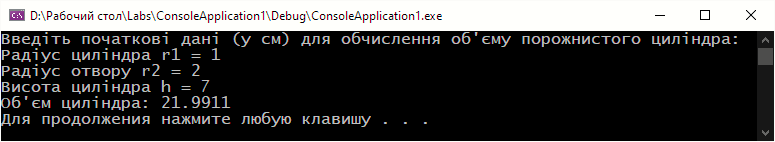 D:\Рабочий стол\Labs\ConsoleApplication1\Debug\ConsoleApplication1.exe
Введіть початкові дані (у см) для обчислення об'єму порожнистого циліндра:
Радіус циліндра r1 = 1
Радіус отвору r2 = 2
Висота циліндра h = 7
Об'єм циліндра: 21.9911
Для продолжения нажмите любую клавишу . . .